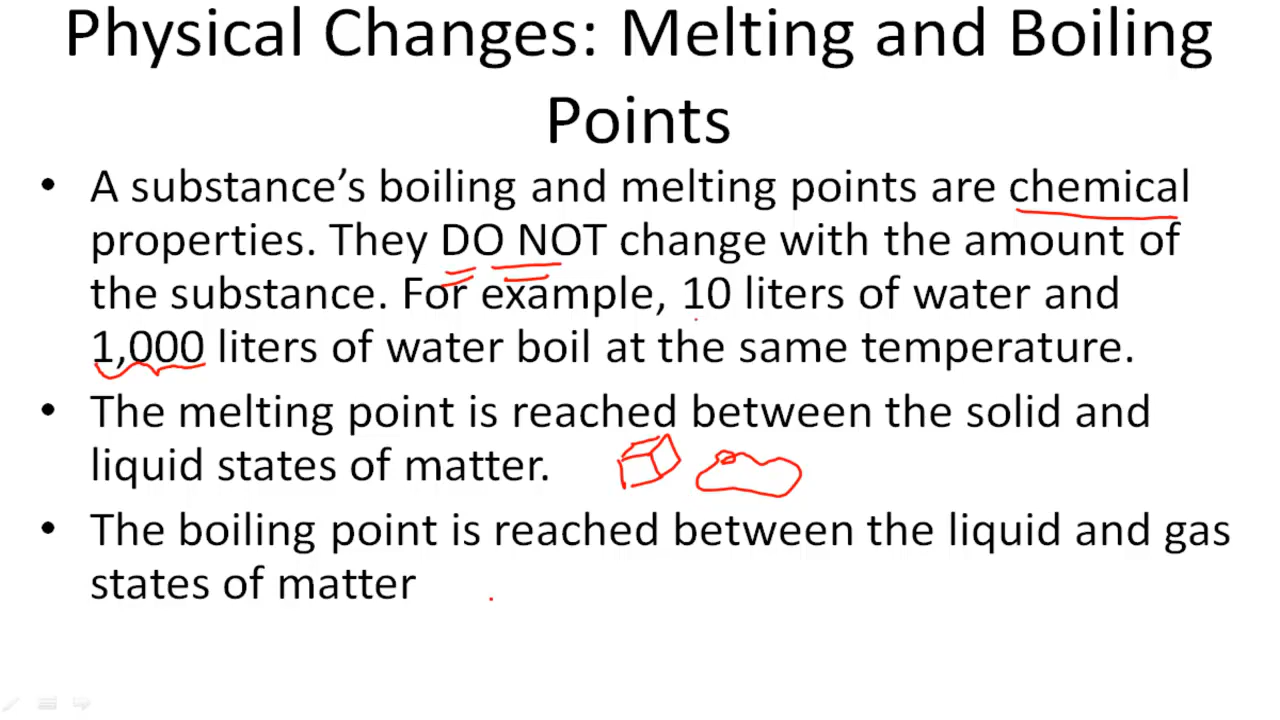 Physical Changes: Melting and Boiling
Points
• A substance’s boiling and melting points are chemical
properties. They DO NOT change with the amount of
the substance. For example, 10 liters of water and
1,000 liters of water boil at the same temperature.
• The melting point is reached between the solid and
liquid states of matter.
• The boiling point is reached between the liquid and gas
states of matter